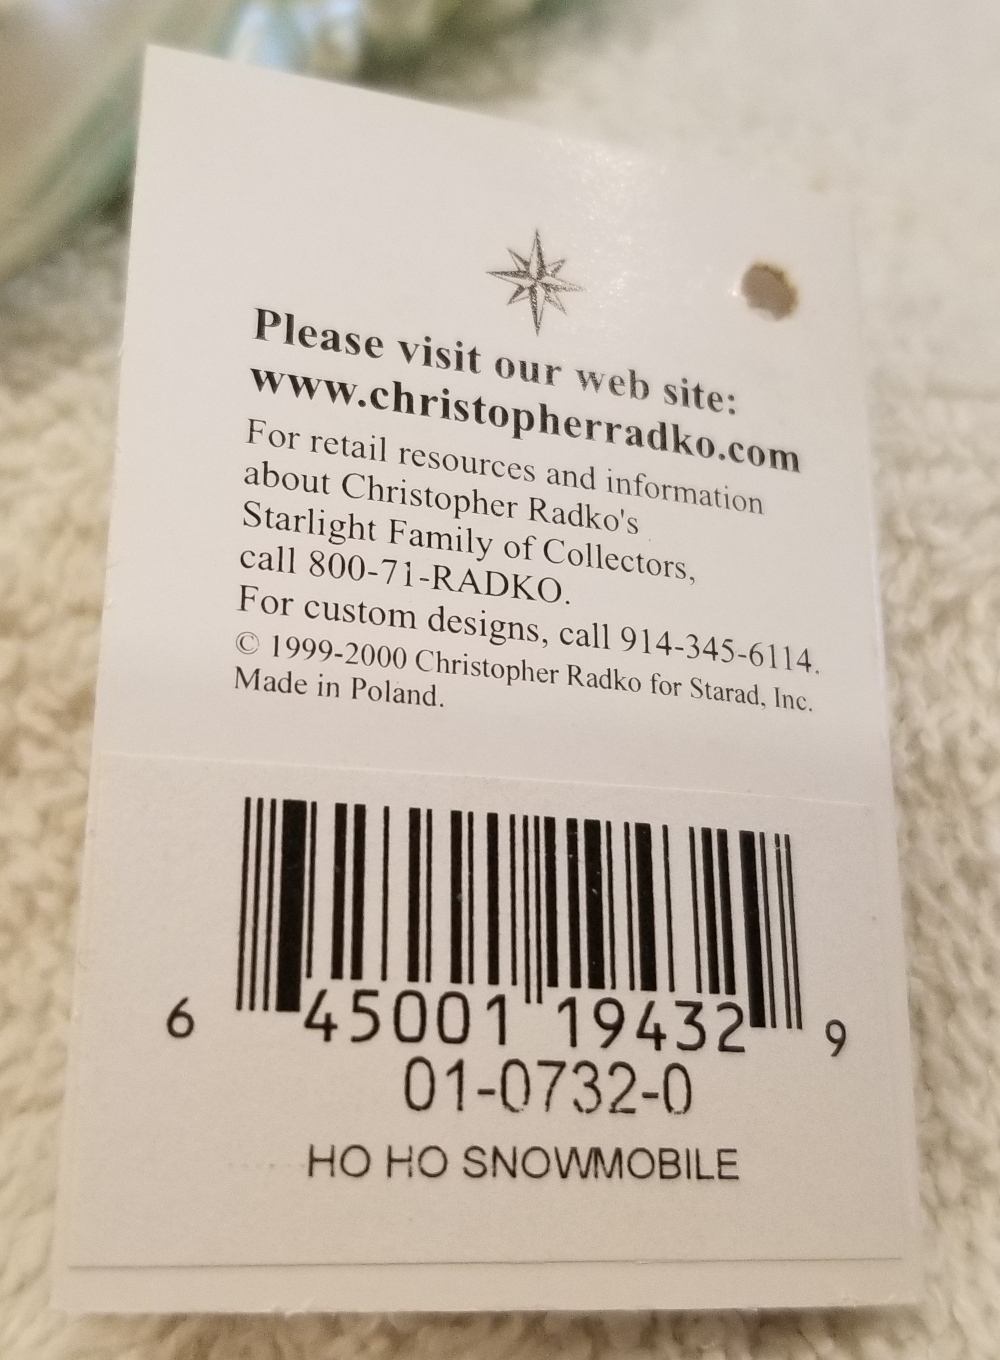 Please visit our web site:
www.christopherradko.com
For retail resources and information
about Christopher Radko's
Starlight Family of Collectors,
call 800-71-RADKO.
For custom designs, call 914-345-6114.
© 1999-2000 Christopher Radko for Starad, Inc.
Made in Poland.
6 45001 19432 9
01-0732-0
HO HO SNOWMOBILE